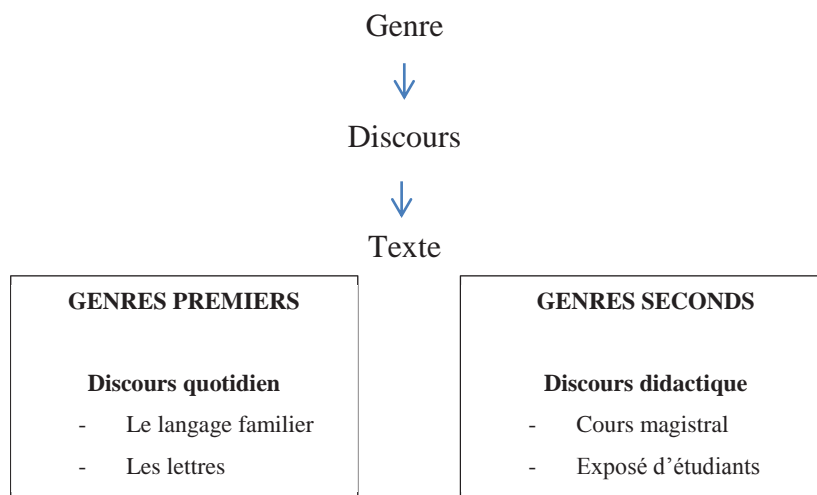 Genre
Discours
Texte
GENRES PREMIERS
Discours quotidien
- Le langage familier
- Les lettres
GENRES SECONDS
Discours didactique
- Cours magistral
- Exposé d'étudiants